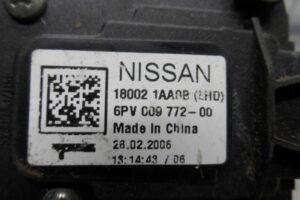 NISSAN
18002 1AA0B (LHD)
6PV 009 772-00
Made in China
28.02.2006
13:14:43 / 06